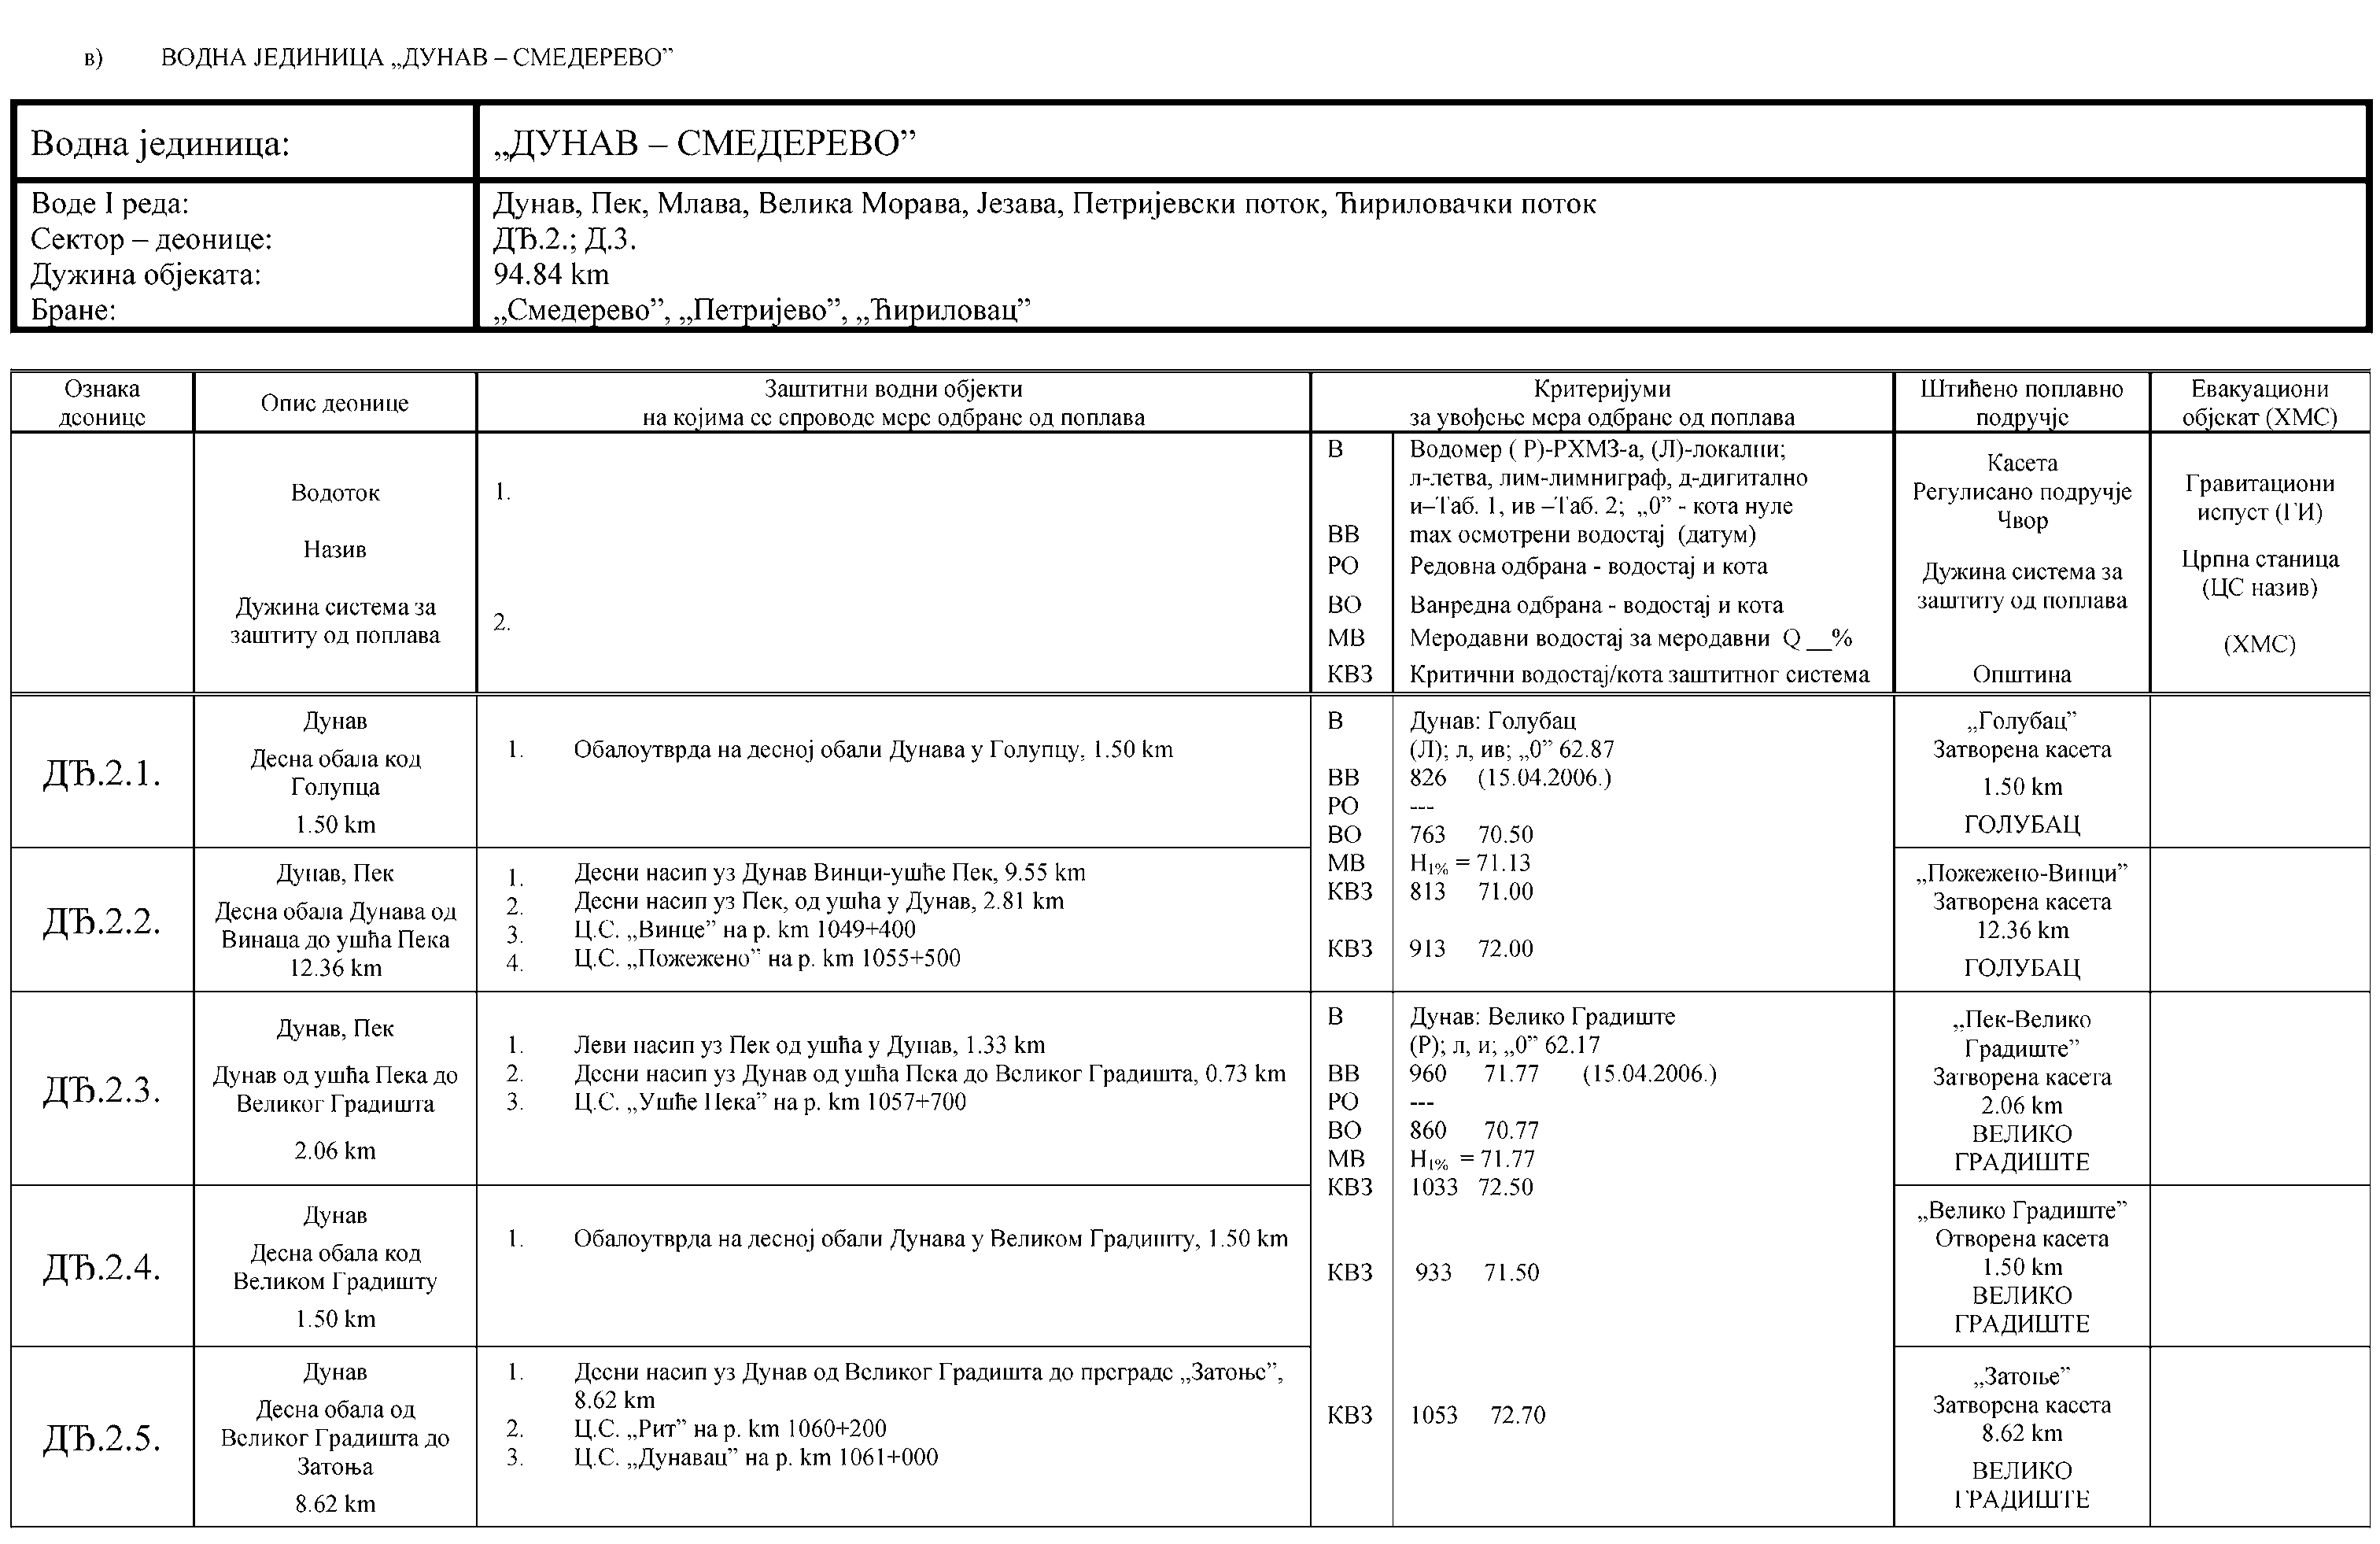 в) ВОДНА ЈЕДИНИЦА „ДУНАВ – СМЕДЕРЕВО”
Водна јединица: „ДУНАВ – СМЕДЕРЕВО”
Воде I реда: Дунав, Пек, Млава, Велика Морава, Језава, Петријевски поток, Ћириловачки поток
Сектор – деонице: ДЂ.2.; Д.3.
Дужина објеката: 94.84 km
Бране: „Смедерево”, „Петријево”, „Ћириловац”
Ознака
деонице
Опис деонице
Заштитни водни објекти
на којима се спроводе мере одбране од поплава
Критеријуми
за увођење мера одбране од поплава
Штићено поплавно
подручје
Евакуациони
објекат (ХМС)
Водоток
Назив
Дужина система за
заштиту од поплава
1.
2.
В Водомер ( Р)-РХМЗ-а, (Л)-локални;
л-летва, лим-лимниграф, д-дигитално
и–Таб. 1, ив –Таб. 2; „0” - кота нуле
ВВ max осмотрени водостај (датум)
РО Редовна одбрана - водостај и кота
ВО Ванредна одбрана - водостај и кота
МВ Меродавни водостај за меродавни Q __%
КВЗ Критични водостај/кота заштитног система
Касета
Регулисано подручје
Чвор
Дужина система за
заштиту од поплава
Општина
Гравитациони
испуст (ГИ)
Црпна станица
(ЦС назив)
(ХМС)
ДЂ.2.1.
Дунав
Десна обала код
Голупца
1.50 km
1. Обалоутврда на десној обали Дунава у Голупцу, 1.50 km
В Дунав: Голубац
(Л); л, ив; „0” 62.87
ВВ 826 (15.04.2006.)
РО ---
ВО 763 70.50
МВ H1% = 71.13
КВЗ 813 71.00
КВЗ 913 72.00
„Голубац”
Затворена касета
1.50 km
ГОЛУБАЦ
ДЂ.2.2.
Дунав, Пек
Десна обала Дунава од
Винаца до ушћа Пека
12.36 km
1. Десни насип уз Дунав Винци-ушће Пек, 9.55 km
2. Десни насип уз Пек, од ушћа у Дунав, 2.81 km
3. Ц.С. „Винце” на р. km 1049+400
4. Ц.С. „Пожежено” на р. km 1055+500
„Пожежено-Винци”
Затворена касета
12.36 km
ГОЛУБАЦ
ДЂ.2.3.
Дунав, Пек
Дунав од ушћа Пека до
Великог Градишта
2.06 km
1. Леви насип уз Пек од ушћа у Дунав, 1.33 km
2. Десни насип уз Дунав од ушћа Пека до Великог Градишта, 0.73 km
3. Ц.С. „Ушће Пека” на р. km 1057+700
В Дунав: Велико Градиште
(Р); л, и; „0” 62.17
ВВ 960 71.77 (15.04.2006.)
РО ---
ВО 860 70.77
МВ H1% = 71.77
КВЗ 1033 72.50
КВЗ 933 71.50
КВЗ 1053 72.70
„Пек-Велико
Градиште”
Затворена касета
2.06 km
ВЕЛИКО
ГРАДИШТЕ
ДЂ.2.4.
Дунав
Десна обала код
Великом Градишту
1.50 km
1. Обалоутврда на десној обали Дунава у Великом Градишту, 1.50 km
„Велико Градиште”
Отворена касета
1.50 km
ВЕЛИКО
ГРАДИШТЕ
ДЂ.2.5.
Дунав
Десна обала од
Великог Градишта до
Затоња
8.62 km
1. Десни насип уз Дунав од Великог Градишта до преграде „Затоње”,
8.62 km
2. Ц.С. „Рит” на р. km 1060+200
3. Ц.С. „Дунавац” на р. km 1061+000
„Затоње”
Затворена касета
8.62 km
ВЕЛИКО
ГРАДИШТЕ